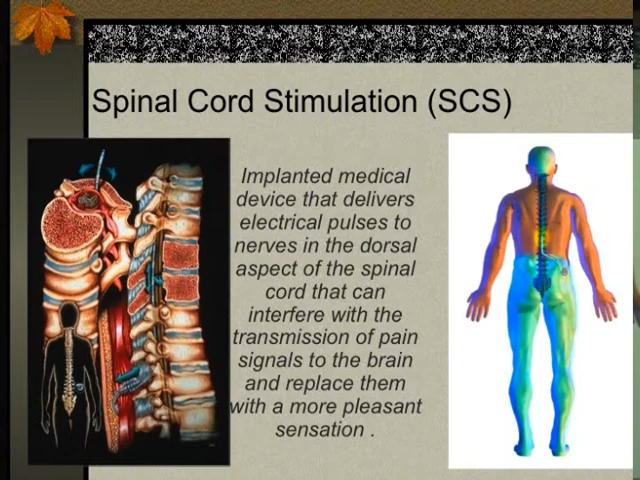 Spinal Cord Stimulation (SCS)
Implanted medical
device that delivers
electrical pulses to
nerves in the dorsal
aspect of the spinal
cord that can
interfere with the
transmission of pain
signals to the brain
and replace them
with a more pleasant
sensation .